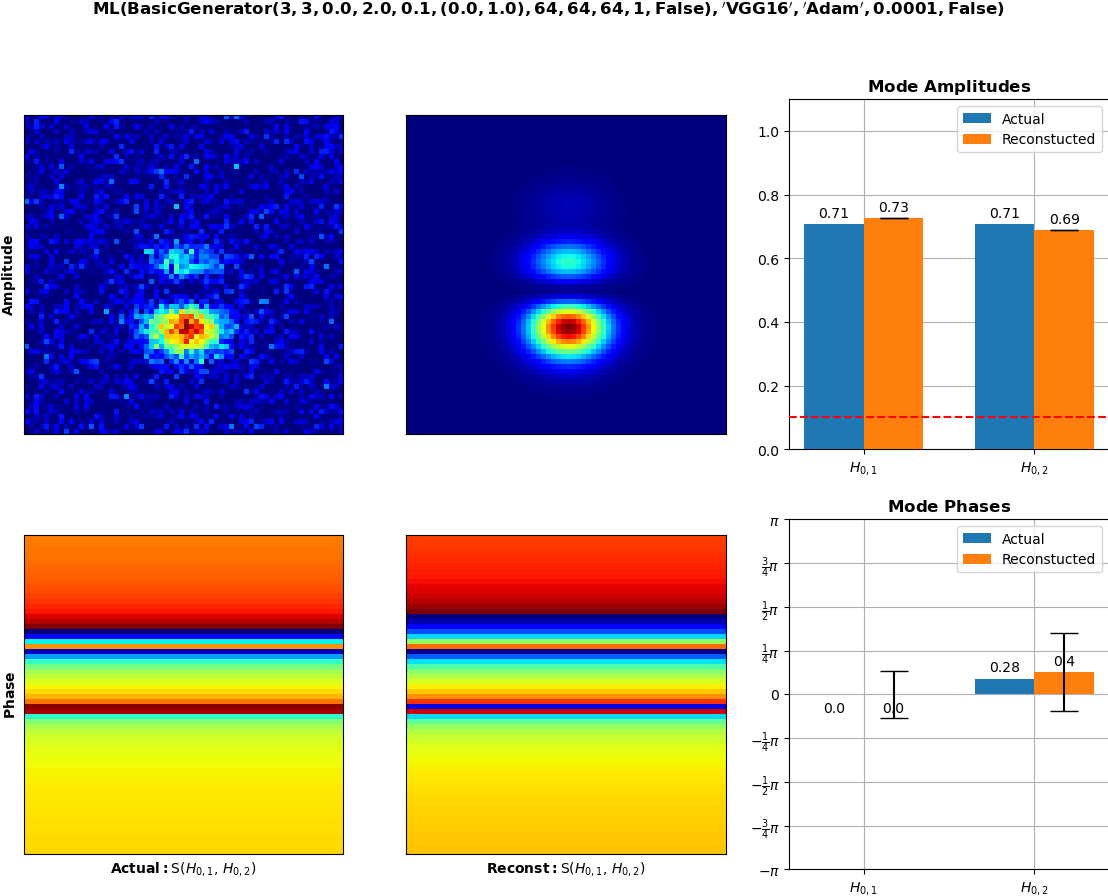 ML(BasicGenerator(3, 3, 0.0, 2.0, 0.1, (0.0, 1.0), 64, 64, 64, 1, False), ′VGG16′, ′Adam′, 0.0001, False)
Amplitude
Mode Amplitudes
Actual
Reconstucted
1.0
0.8
0.6
0.4
0.2
0.0
0.71
0.73
0.71
0.69
H0,1
H0,2
Phase
Actual: S(H0,1, H0,2)
Reconst: S(H0,1, H0,2)
Mode Phases
Actual
Reconstucted
π
3/4π
1/2π
1/4π
0
−1/4π
−1/2π
−3/4π
−π
0.0
0.0
0.28
0.4
H0,1
H0,2